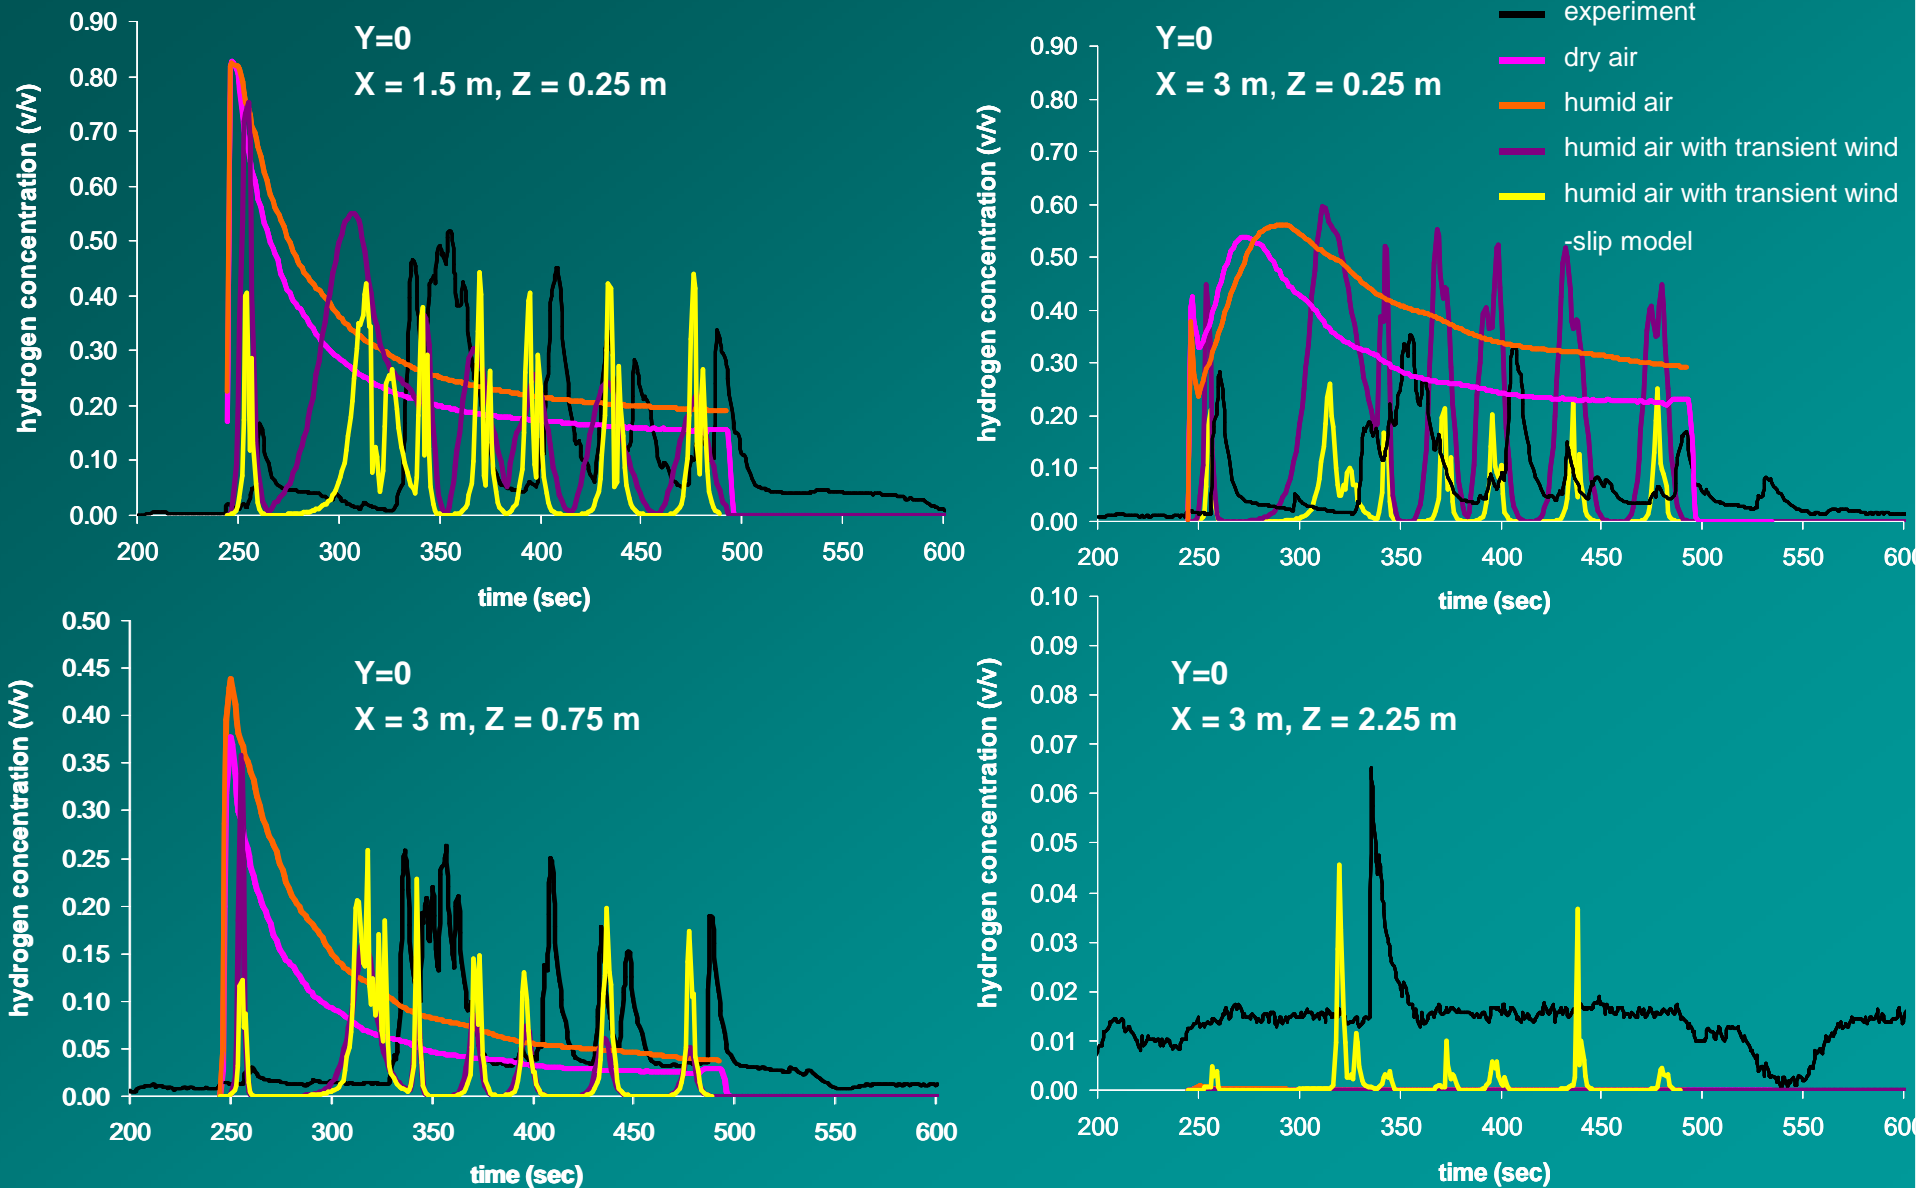 Y=0
X = 1.5 m, Z = 0.25 m
hydrogen concentration (v/v)
0.90
0.80
0.70
0.60
0.50
0.40
0.30
0.20
0.10
0.00
200 250 300 350 400 450 500 550 600
time (sec)
Y=0
X = 3 m, Z = 0.25 m
hydrogen concentration (v/v)
0.90
0.80
0.70
0.60
0.50
0.40
0.30
0.20
0.10
0.00
200 250 300 350 400 450 500 550 600
time (sec)
experiment
dry air
humid air
humid air with transient wind
humid air with transient wind
-slip model
Y=0
X = 3 m, Z = 0.75 m
hydrogen concentration (v/v)
0.50
0.45
0.40
0.35
0.30
0.25
0.20
0.15
0.10
0.05
0.00
200 250 300 350 400 450 500 550 600
time (sec)
Y=0
X = 3 m, Z = 2.25 m
hydrogen concentration (v/v)
0.10
0.09
0.08
0.07
0.06
0.05
0.04
0.03
0.02
0.01
0.00
200 250 300 350 400 450 500 550 600
time (sec)